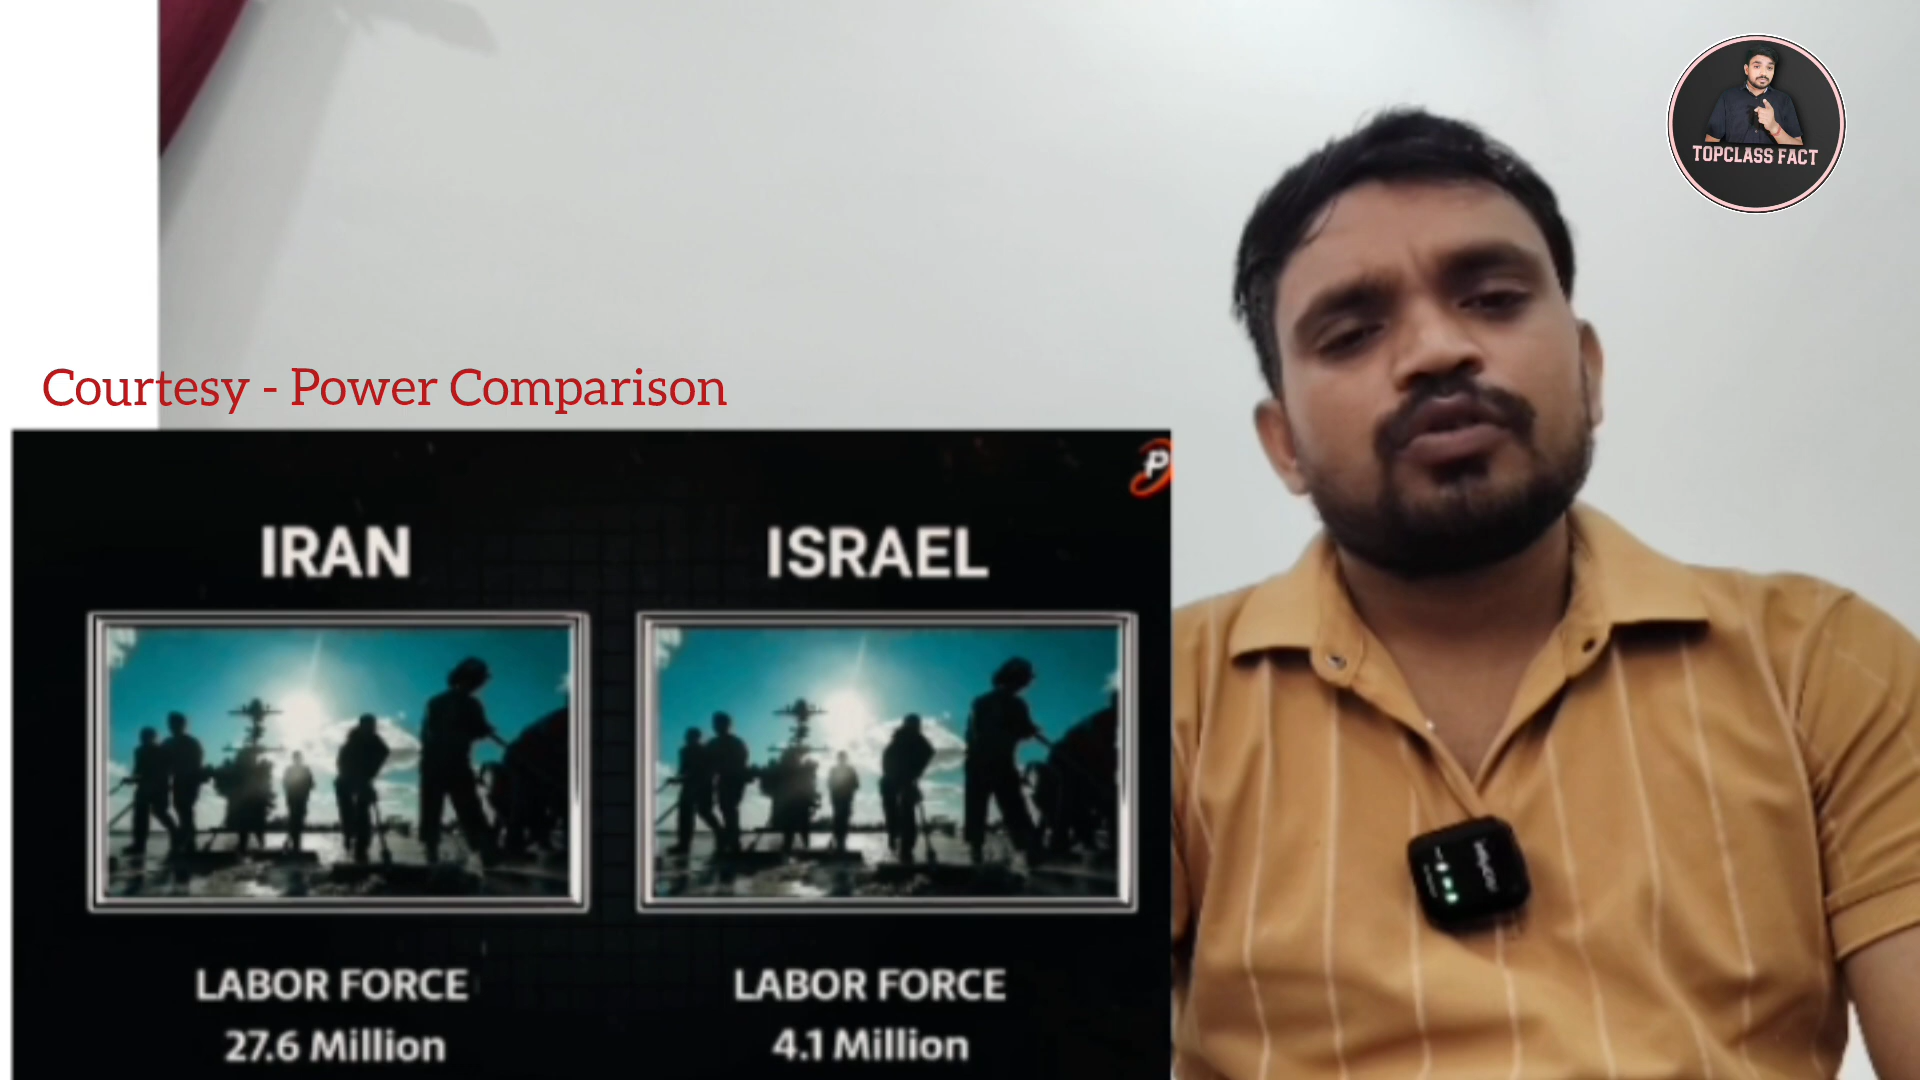 TOPCLASS FACT
Courtesy - Power Comparison
P
IRAN
ISRAEL
LABOR FORCE
27.6 Million
LABOR FORCE
4.1 Million